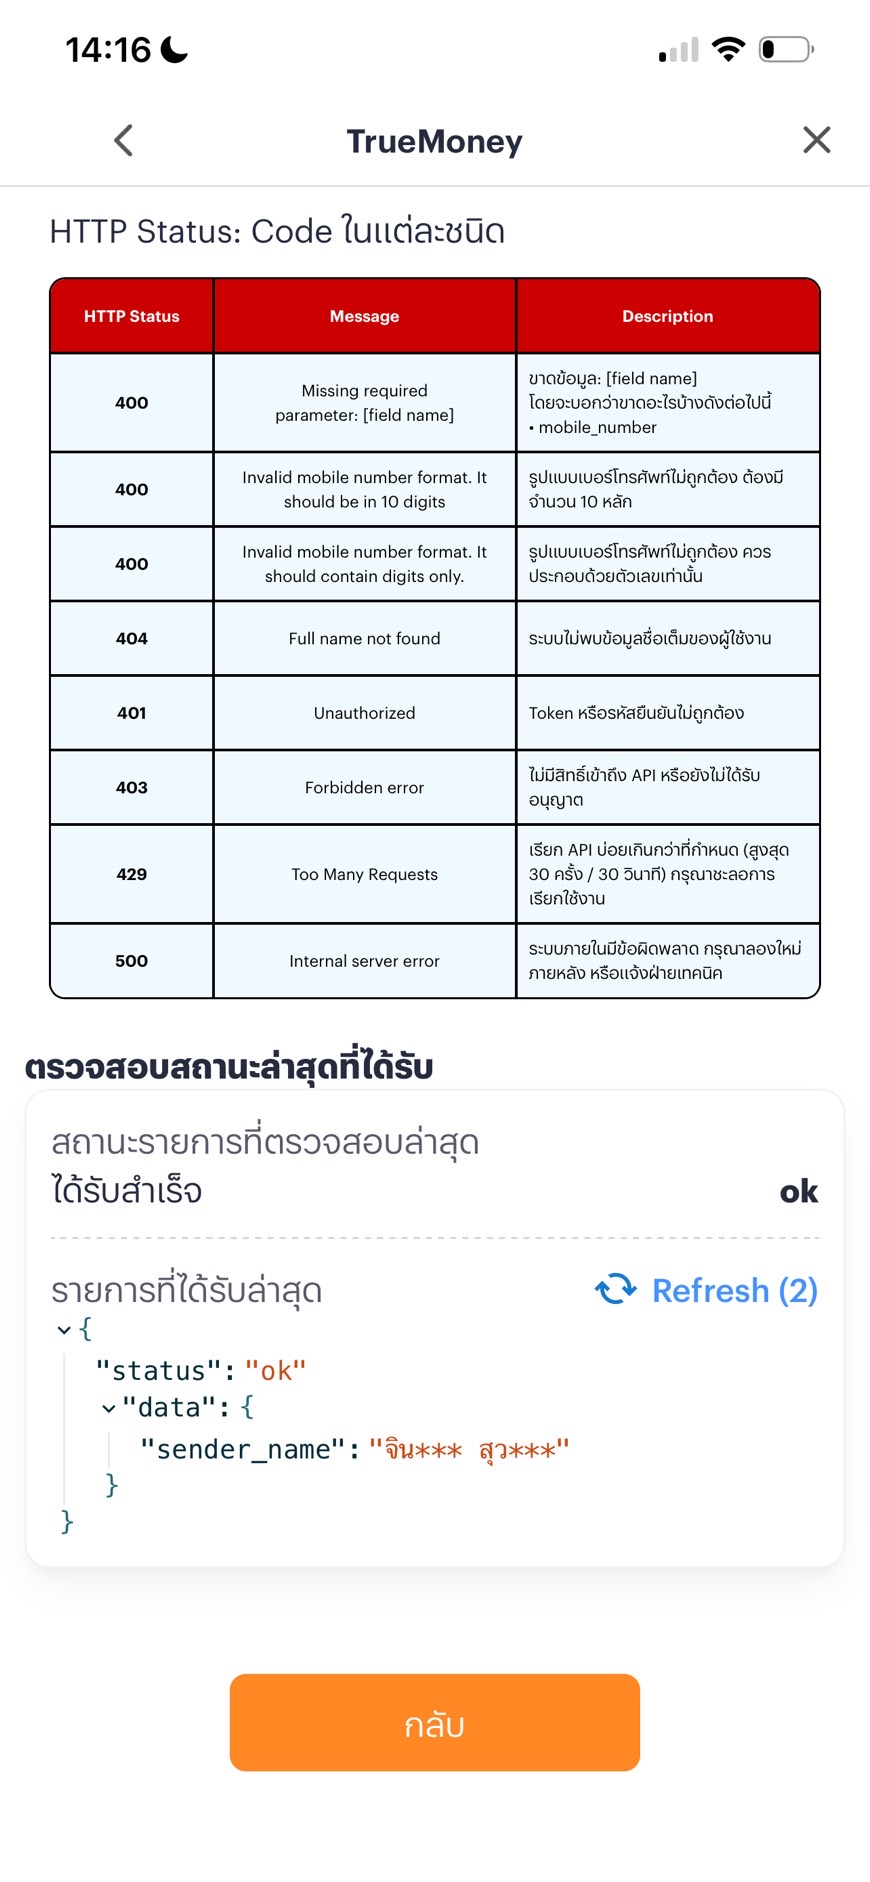 14:16
TrueMoney
HTTP Status: Code ในแต่ละชนิด
HTTP Status
Message
Description
400
Missing required
parameter: [field name]
ขาดข้อมูล: [field name]
โดยจะบอกว่าขาดอะไรบ้างดังต่อไปนี้
• mobile_number
400
Invalid mobile number format. It
should be in 10 digits
รูปแบบเบอร์โทรศัพท์ไม่ถูกต้อง ต้องมี
จำนวน 10 หลัก
400
Invalid mobile number format. It
should contain digits only.
รูปแบบเบอร์โทรศัพท์ไม่ถูกต้อง ควร
ประกอบด้วยตัวเลขเท่านั้น
404
Full name not found
ระบบไม่พบข้อมูลชื่อเต็มของผู้ใช้งาน
401
Unauthorized
Token หรือรหัสยืนยันไม่ถูกต้อง
403
Forbidden error
ไม่มีสิทธิ์เข้าถึง API หรือยังไม่ได้รับ
อนุญาต
429
Too Many Requests
เรียก API บ่อยเกินกว่าที่กำหนด (สูงสุด
30 ครั้ง / 30 วินาที) กรุณาชะลอการ
เรียกใช้งาน
500
Internal server error
ระบบภายในมีข้อผิดพลาด กรุณาลองใหม่
ภายหลัง หรือแจ้งฝ่ายเทคนิค
ตรวจสอบสถานะล่าสุดที่ได้รับ
สถานะรายการที่ตรวจสอบล่าสุด
ได้รับสำเร็จ ok
รายการที่ได้รับล่าสุด Refresh (2)
{
"status": "ok"
"data": {
"sender_name": "จิน*** สุว***"
}
}
กลับ